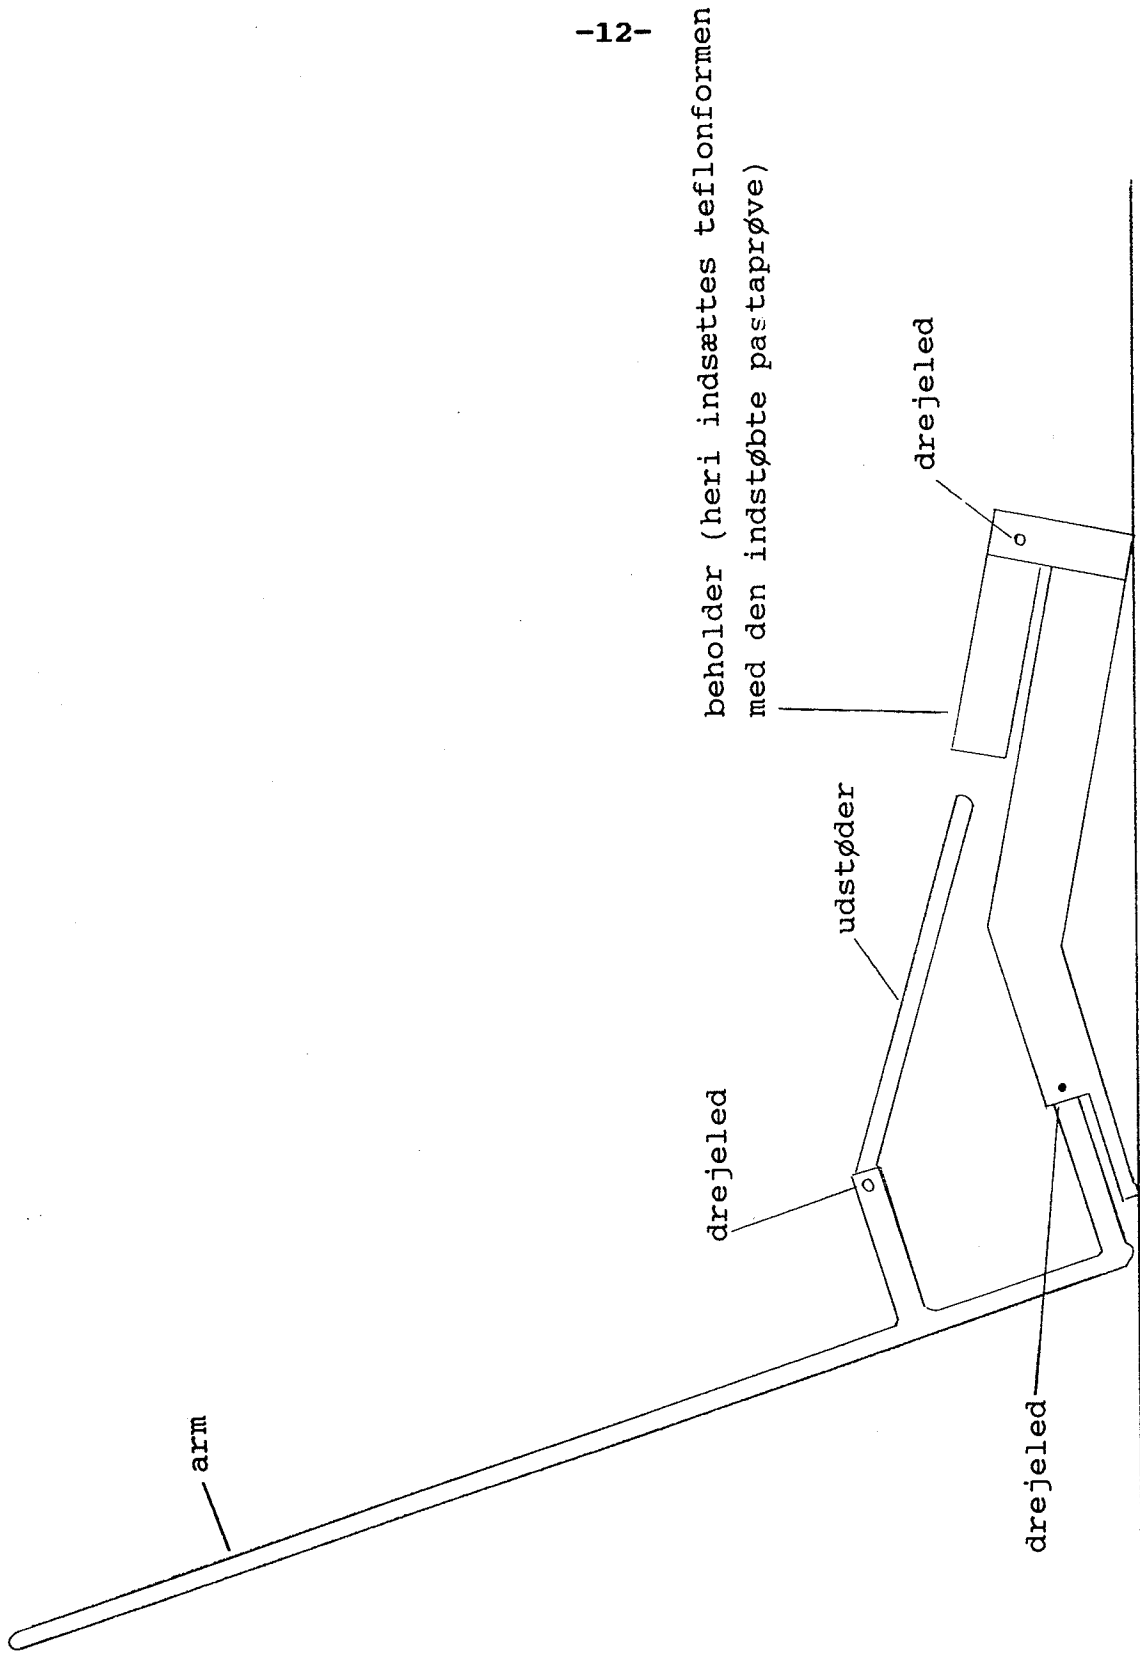 -12-
beholder (heri indsættes teflonformen
med den indstøbte pastaprøve)
drejeled
udstøder
drejeled
arm
drejeled